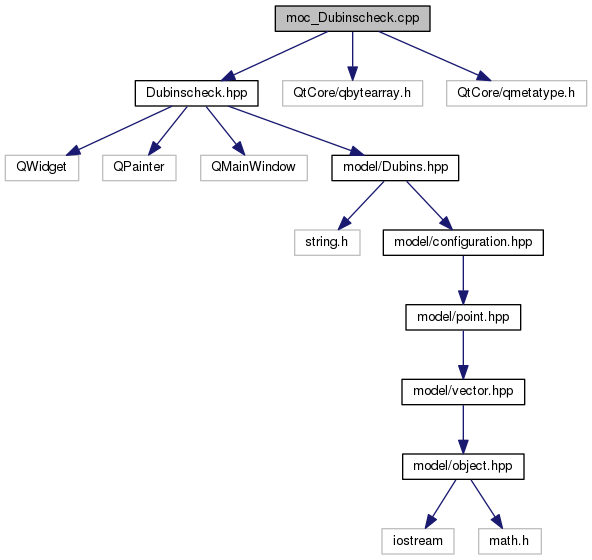 moc_Dubinscheck.cpp
Dubinscheck.hpp
QtCore/qbytearray.h
QtCore/qmetatype.h
QWidget
QPainter
QMainWindow
model/Dubins.hpp
string.h
model/configuration.hpp
model/point.hpp
model/vector.hpp
model/object.hpp
iostream
math.h